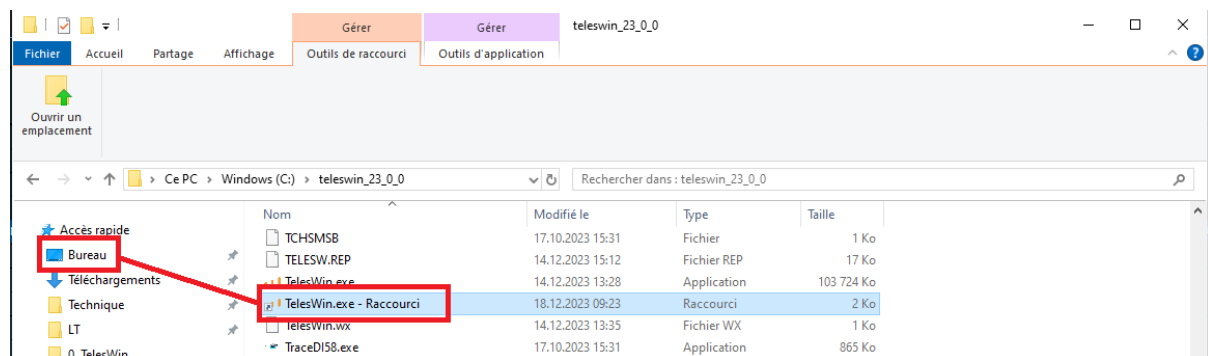 Gérer Gérer teleswin_23_0_0
Fichier Accueil Partage Affichage Outils de raccourci Outils d'application
Ouvrir un
emplacement
Ce PC > Windows (C:) > teleswin_23_0_0 Rechercher dans : teleswin_23_0_0
Nom Modifié le Type Taille
Accès rapide
TCHSMSB 17.10.2023 15:31 Fichier 1 Ko
Bureau
TELESW.REP 14.12.2023 15:12 Fichier REP 17 Ko
Téléchargements
TelesWin.exe 14.12.2023 13:28 Application 103 724 Ko
Technique
TelesWin.exe - Raccourci 18.12.2023 09:23 Raccourci 2 Ko
LT
TelesWin.wx 14.12.2023 13:35 Fichier WX 1 Ko
0_TelesWin
TraceDI58.exe 17.10.2023 15:31 Application 865 Ko